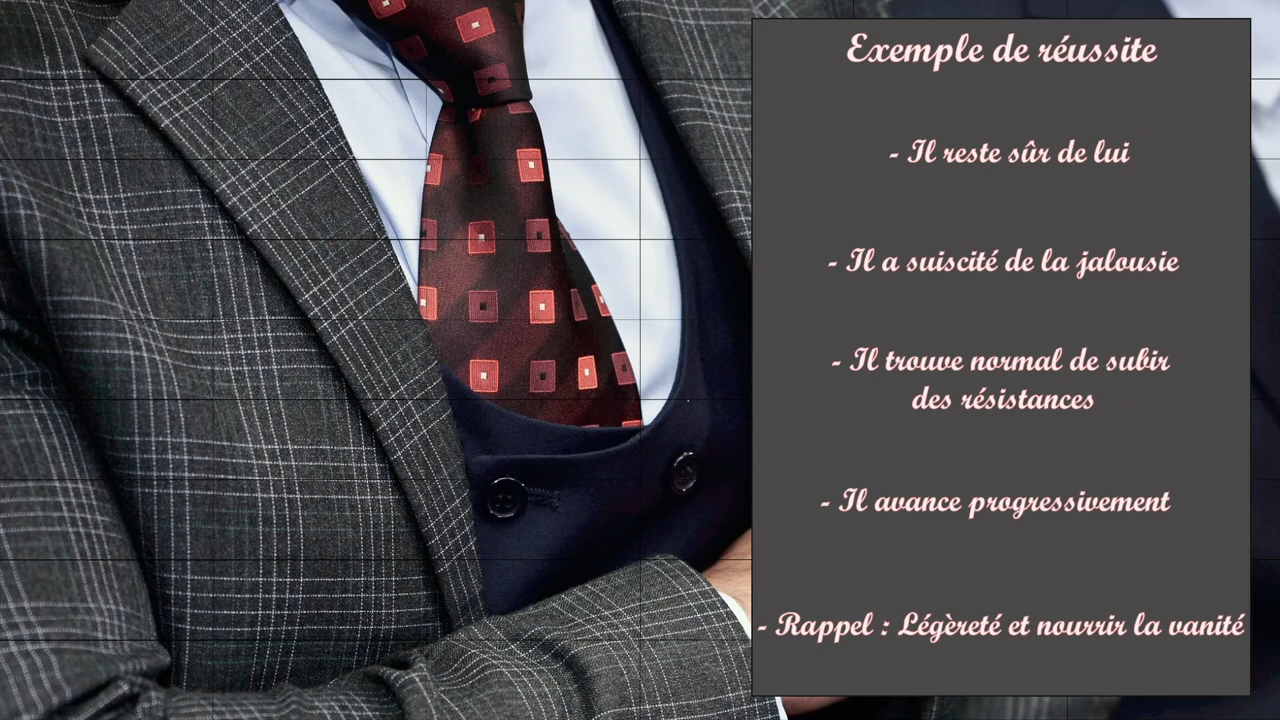 Exemple de réussite
- Il reste sûr de lui
- Il a suiscité de la jalousie
- Il trouve normal de subir
des résistances
- Il avance progressivement
- Rappel : Légèreté et nourrir la vanité